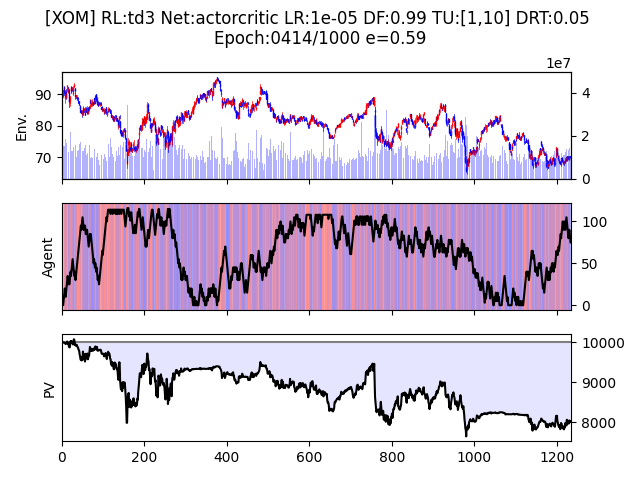 [XOM] RL:td3 Net:actorcritic LR:1e-05 DF:0.99 TU:[1,10] DRT:0.05
Epoch:0414/1000 e=0.59
1e7
Env.
90
80
70
4
2
0
Agent
100
50
0
PV
10000
9000
8000
0 200 400 600 800 1000 1200